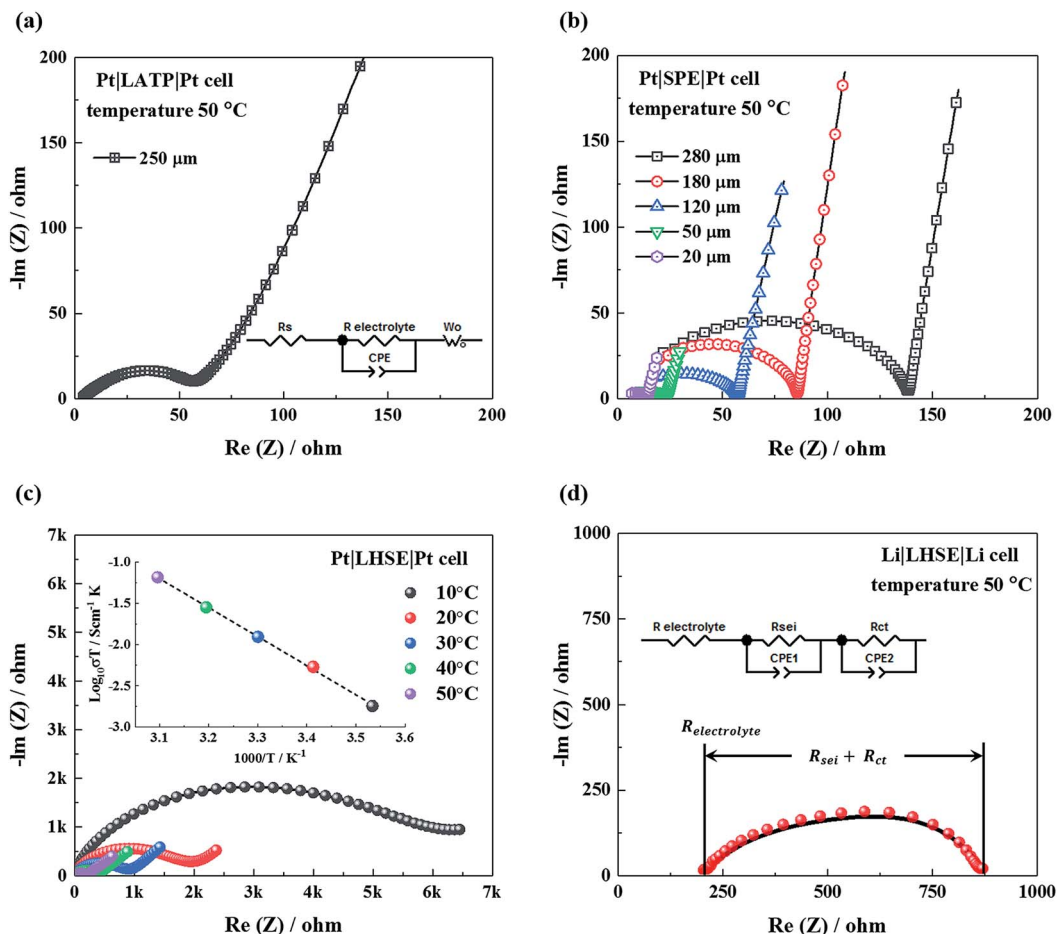 (a)
200
150
100
50
0
0
50
100
150
200
-Im (Z) / ohm
Re (Z) / ohm
Pt|LATP|Pt cell
temperature 50 °C
250 μm
Rs
R electrolyte
Wo
CPE
(b)
200
150
100
50
0
0
50
100
150
200
-Im (Z) / ohm
Re (Z) / ohm
Pt|SPE|Pt cell
temperature 50 °C
280 μm
180 μm
120 μm
50 μm
20 μm
(c)
7k
6k
5k
4k
3k
2k
1k
0
0
1k
2k
3k
4k
5k
6k
7k
-Im (Z) / ohm
Re (Z) / ohm
Pt|LHSE|Pt cell
10°C
20°C
30°C
40°C
50°C
-1.0
-1.5
-2.0
-2.5
-3.0
3.1
3.2
3.3
3.4
3.5
3.6
Log₁₀σT / Scm⁻¹ K
1000/T / K⁻¹
(d)
1000
750
500
250
0
0
250
500
750
1000
-Im (Z) / ohm
Re (Z) / ohm
Li|LHSE|Li cell
temperature 50 °C
R electrolyte
Rsei
Rct
CPE1
CPE2
R_electrolyte
R_sei + R_ct